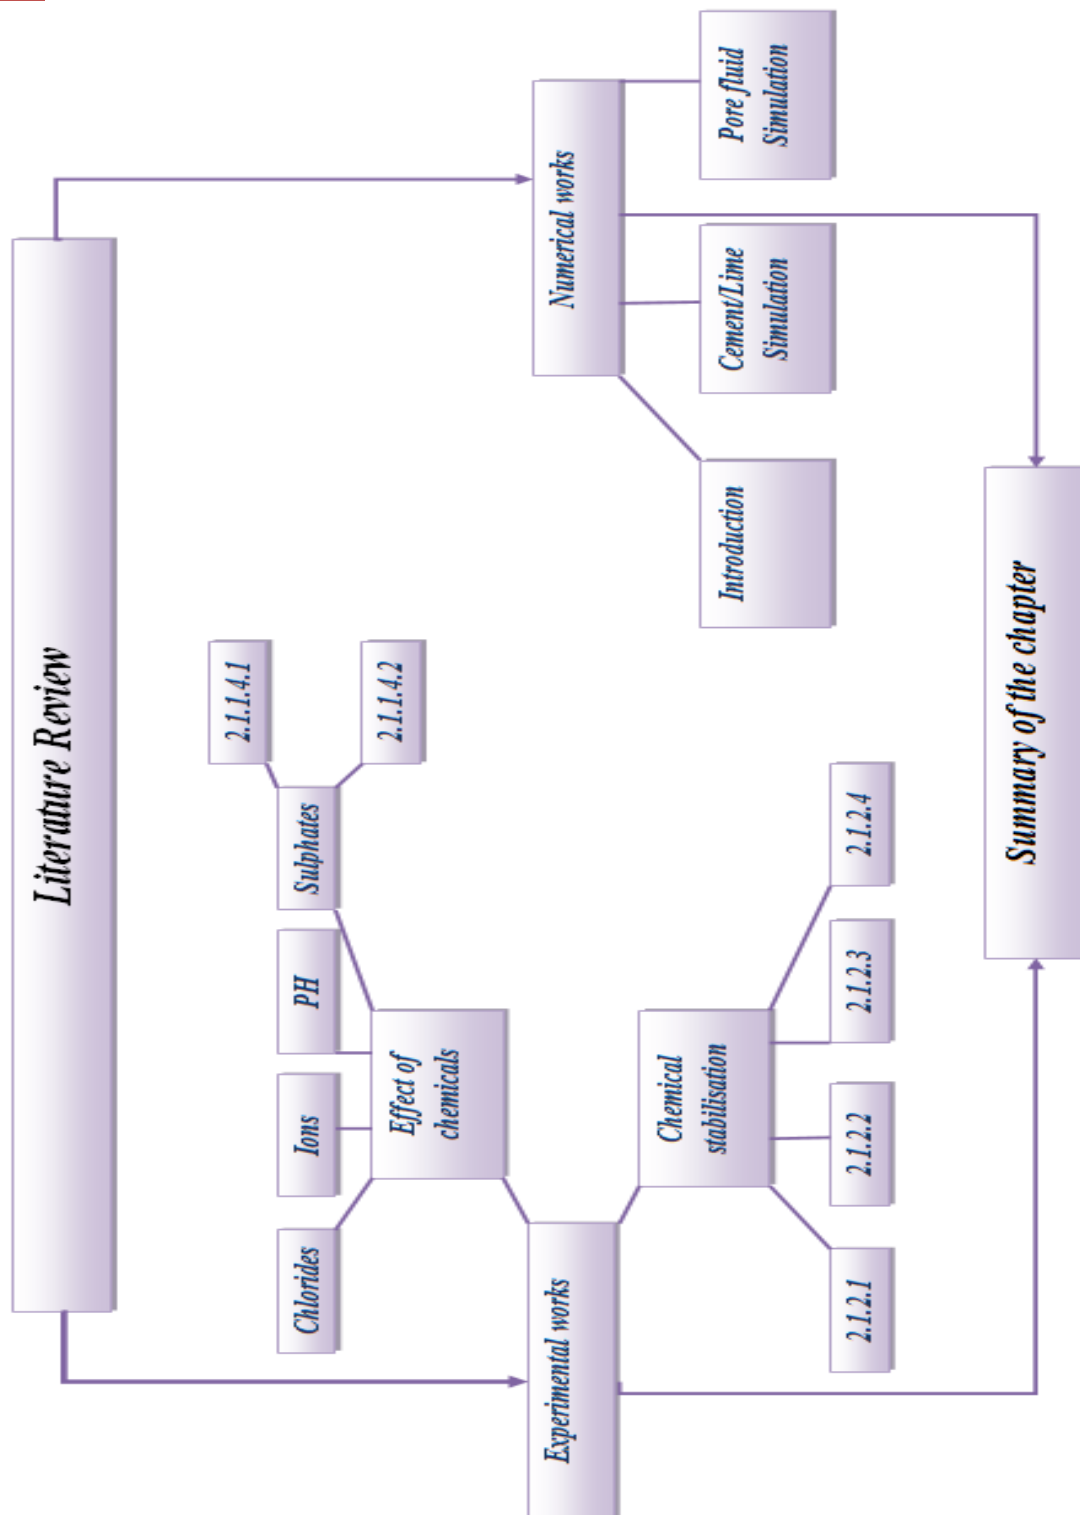 Literature Review
2.1.1.4.1
2.1.1.4.2
Chlorides
Ions
PH
Sulphates
Effect of
chemicals
Experimental works
Numerical works
Chemical
stabilisation
Introduction
Cement/Lime
Simulation
Pore fluid
Simulation
2.1.2.1
2.1.2.2
2.1.2.3
2.1.2.4
Summary of the chapter